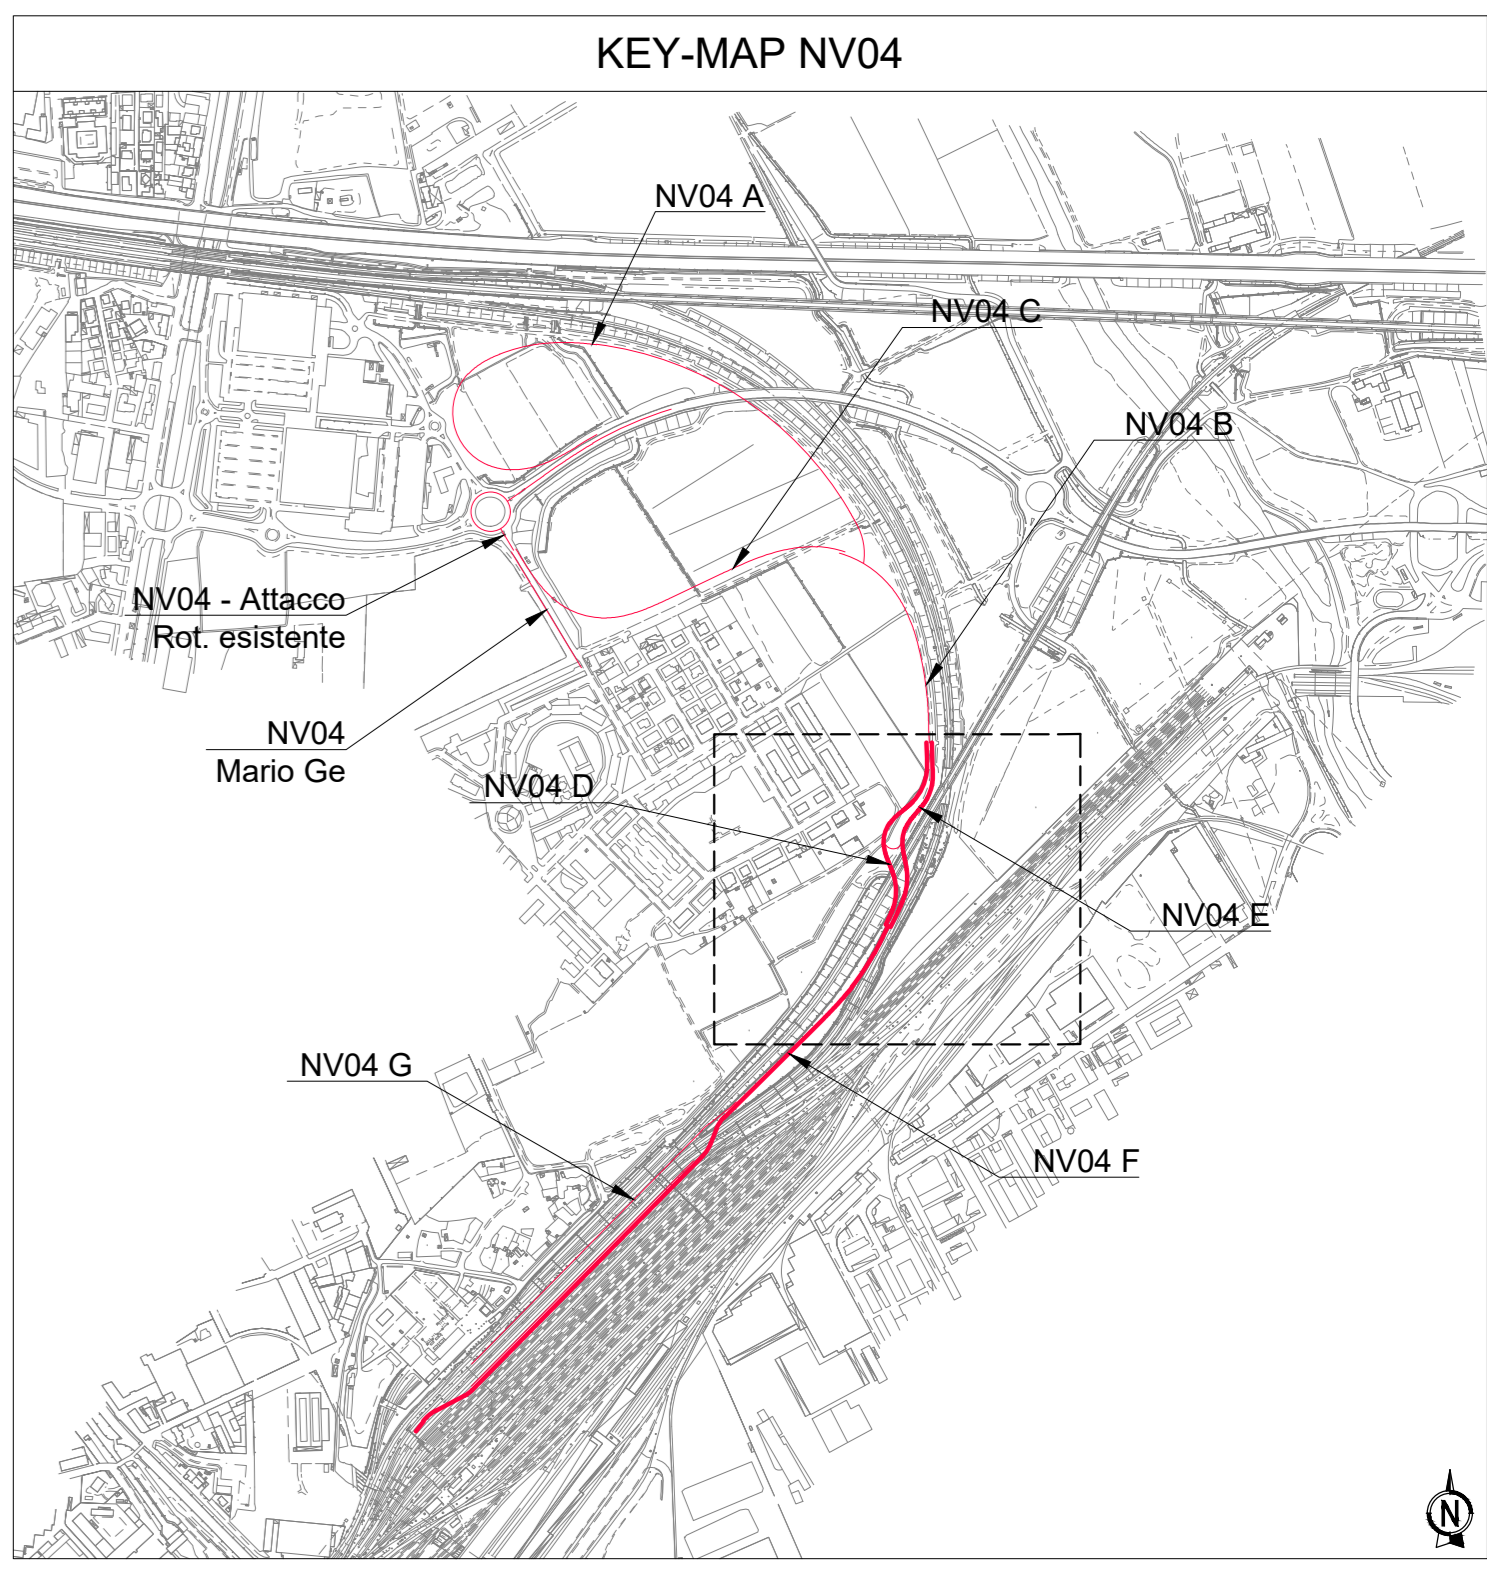 KEY-MAP NV04
NV04 A
NV04 C
NV04 B
NV04 - Attacco
Rot. esistente
NV04
Mario Ge
NV04 D
NV04 E
NV04 G
NV04 F
N